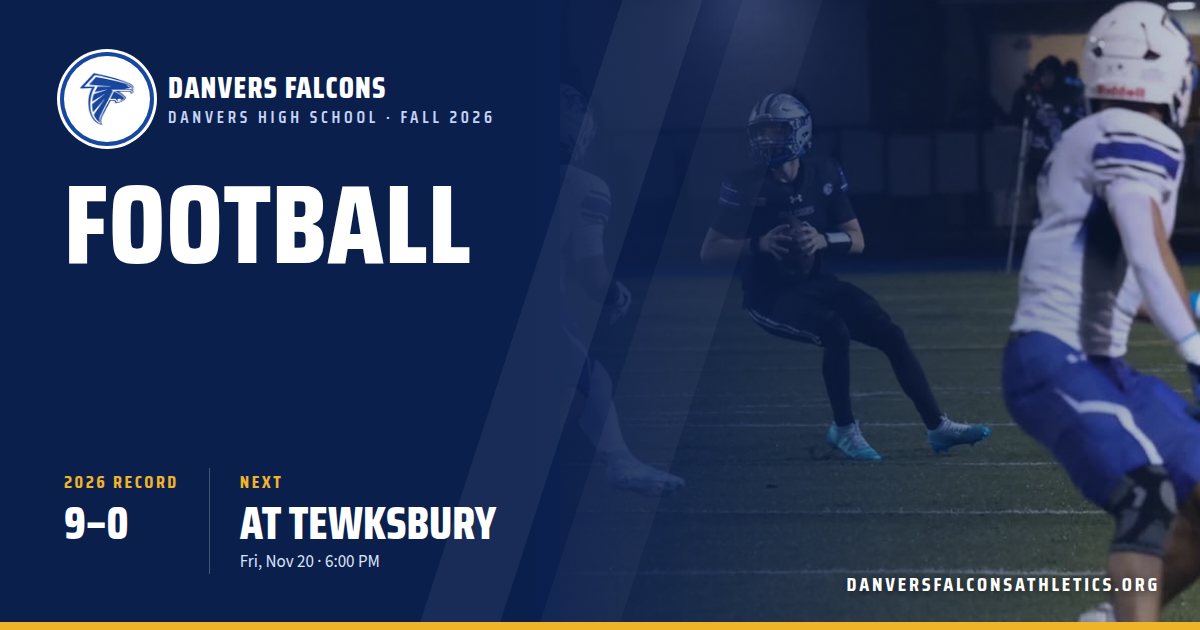 DANVERS FALCONS
DANVERS HIGH SCHOOL · FALL 2026
FOOTBALL
2026 RECORD
9–0
NEXT
AT TEWKSBURY
Fri, Nov 20 · 6:00 PM
Riddell
DANVERSFALCONSATHLETICS.ORG